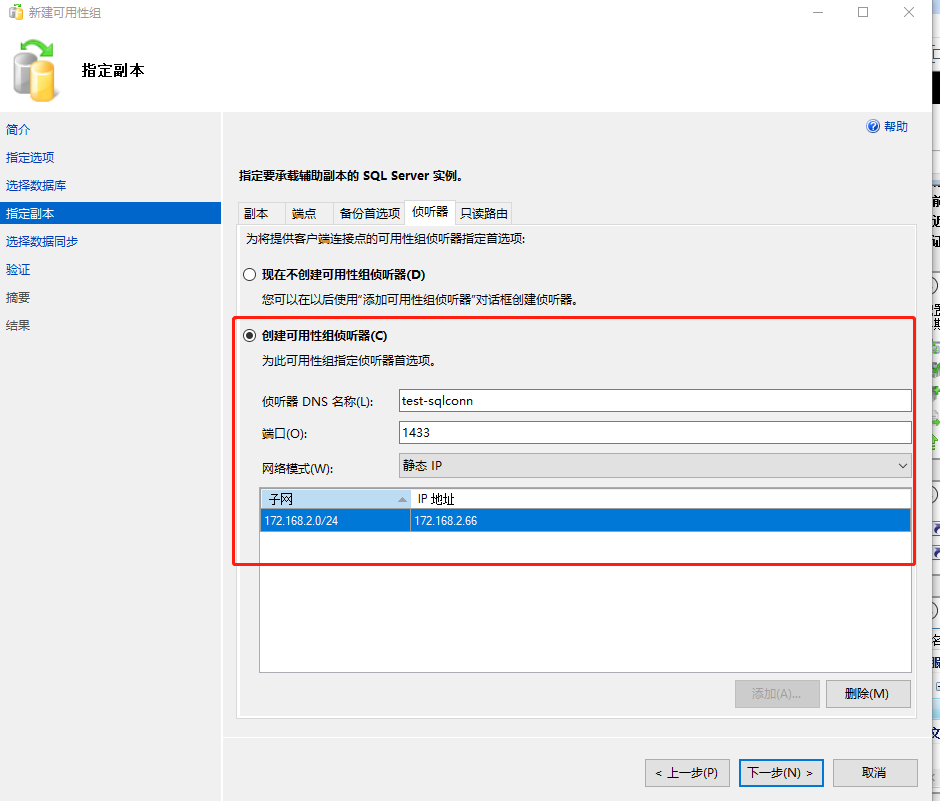 新建可用性组
指定副本
简介
指定选项
选择数据库
指定副本
选择数据同步
验证
摘要
结果
帮助
指定要承载辅助副本的 SQL Server 实例。
副本 端点 备份首选项 侦听器 只读路由
为将提供客户端连接点的可用性组侦听器指定首选项:
现在不创建可用性组侦听器(D)
您可以在以后使用“添加可用性组侦听器”对话框创建侦听器。
创建可用性组侦听器(C)
为此可用性组指定侦听器首选项。
侦听器 DNS 名称(L): test-sqlconn
端口(O): 1433
网络模式(W): 静态 IP
子网 IP 地址
172.168.2.0/24 172.168.2.66
添加(A)... 删除(M)
< 上一步(P) 下一步(N) > 取消